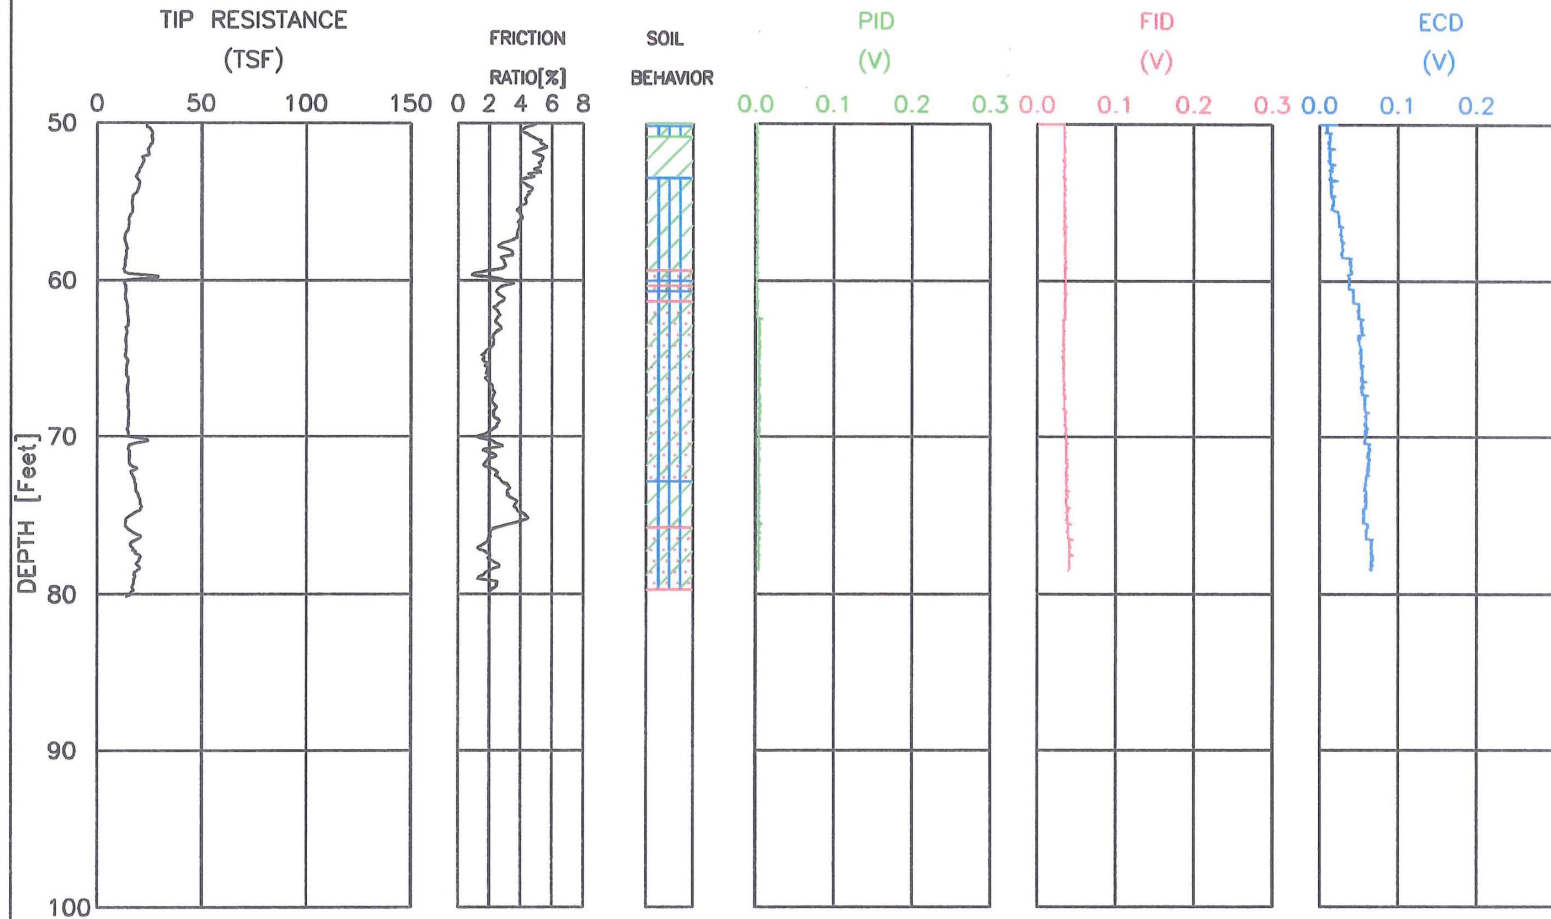 TIP RESISTANCE
(TSF)
0 50 100 150
FRICTION
RATIO[%]
0 2 4 6 8
SOIL
BEHAVIOR
PID
(V)
0.0 0.1 0.2 0.3
FID
(V)
0.0 0.1 0.2 0.3
ECD
(V)
0.0 0.1 0.2
DEPTH [Feet]
50
60
70
80
90
100